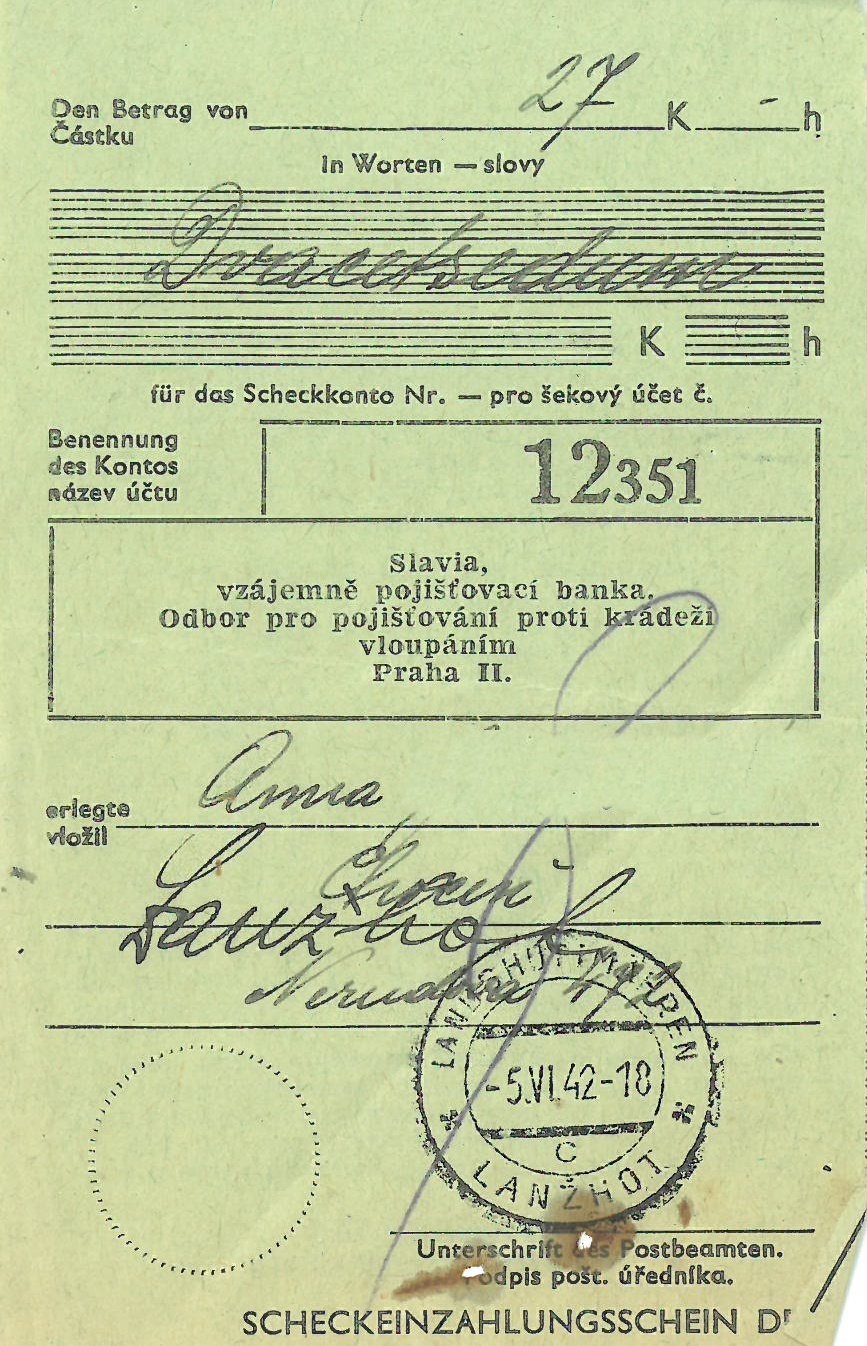 Den Betrag von 27 K - h
Částku
In Worten — slovy
Dvacetsedum
K h
für das Scheckkonto Nr. — pro šekový účet č.
Benennung
des Kontos
název účtu
12351
Slavia,
vzájemně pojišťovací banka.
Odbor pro pojišťování proti krádeži
vloupáním
Praha II.
erlegte
vložil
Anna
Lanžhot
LANDSHUT i. MÄHREN
-5.VI.42-18
C
LANŽHOT
Unterschrift des Postbeamten.
Podpis pošt. úředníka.
SCHECKEINZAHLUNGSSCHEIN